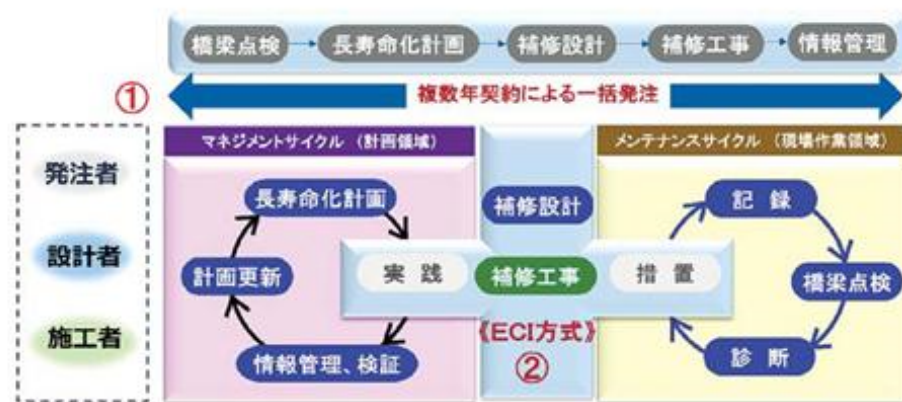 橋梁点検
長寿命化計画
補修設計
補修工事
情報管理
①
複数年契約による一括発注
発注者
設計者
施工者
マネジメントサイクル (計画領域)
長寿命化計画
計画更新
実践
情報管理、検証
補修設計
補修工事
《ECI方式》
②
メンテナンスサイクル (現場作業領域)
記録
措置
橋梁点検
診断